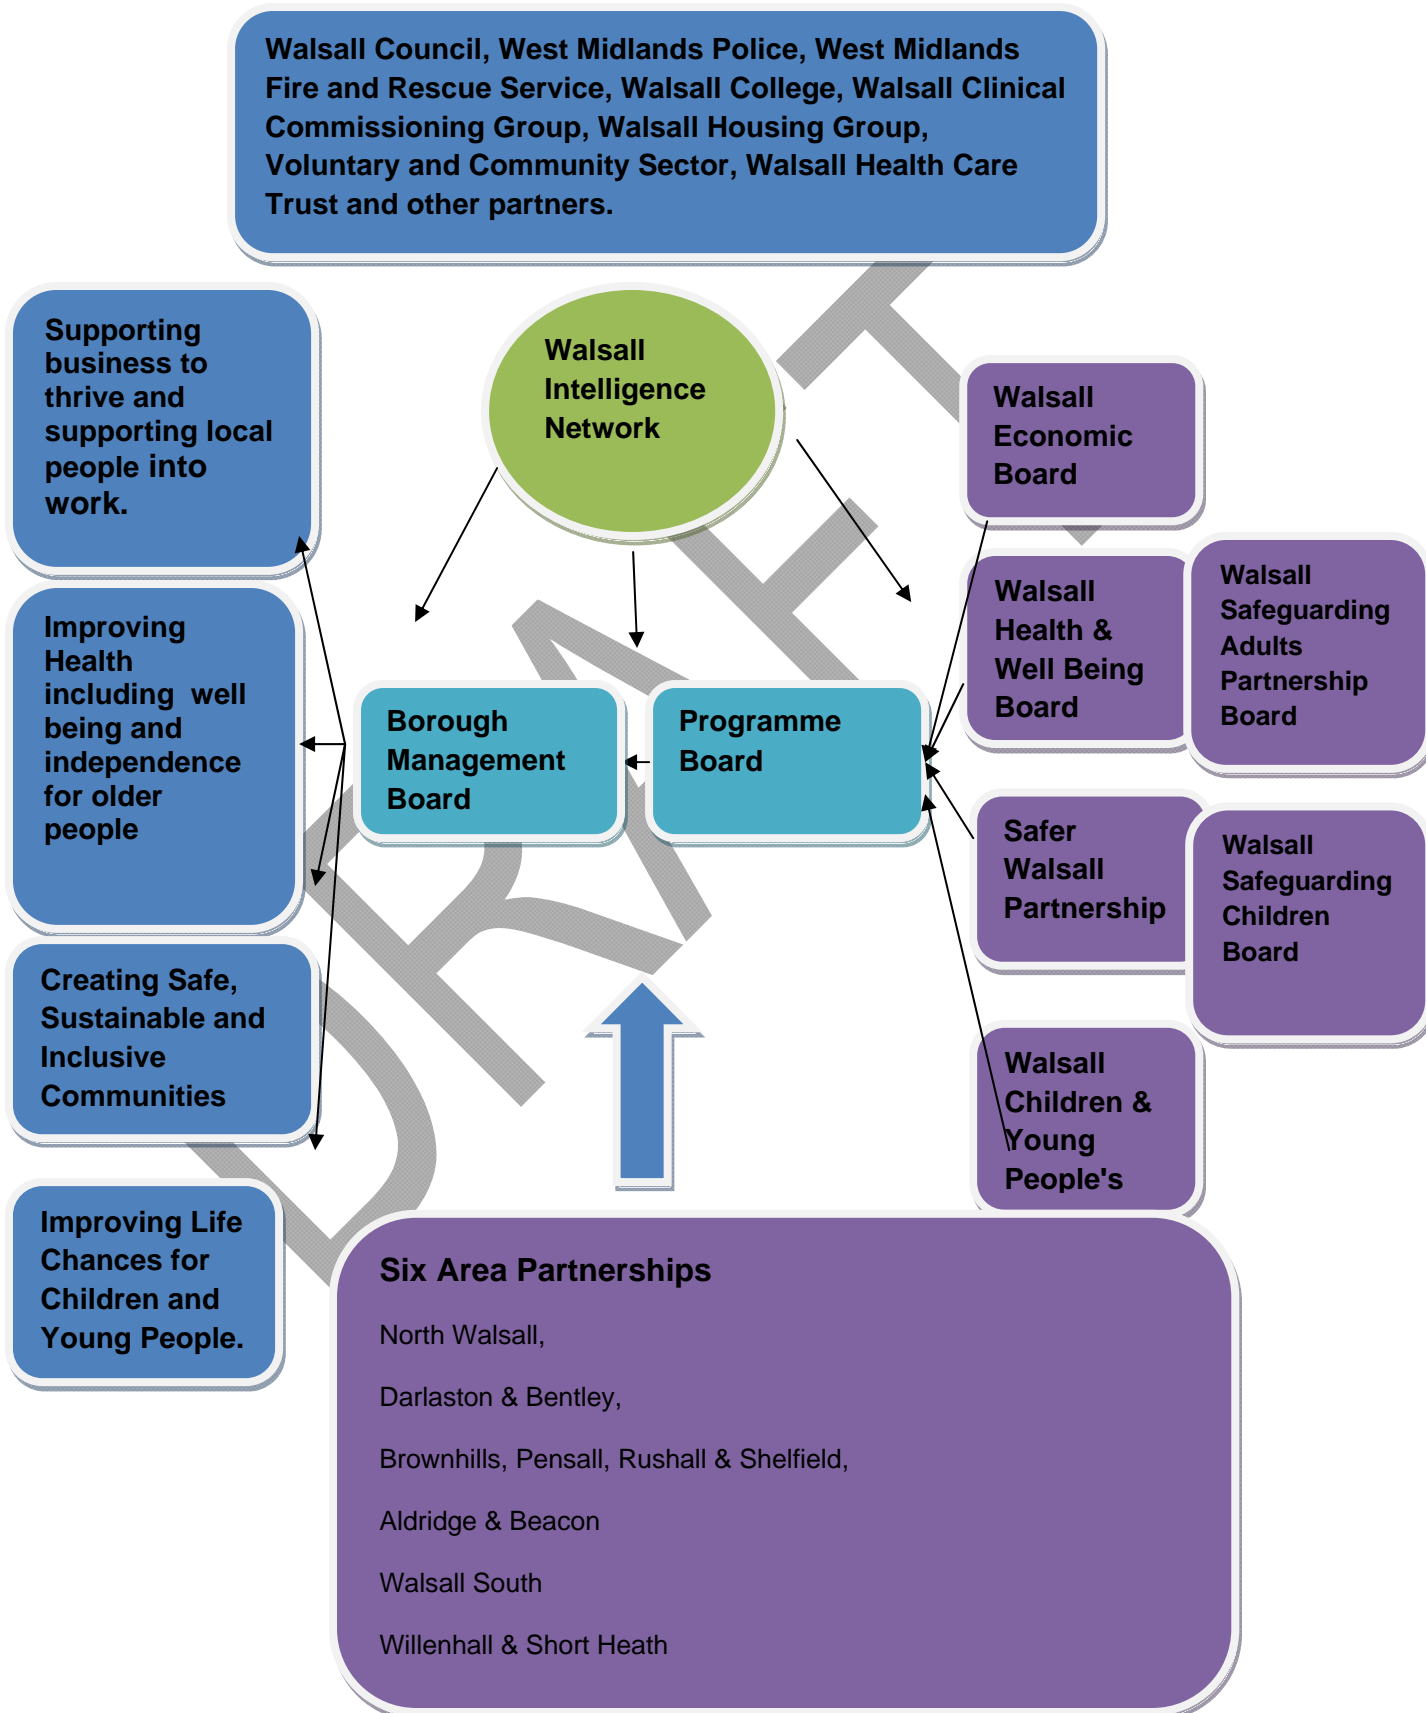 Walsall Council, West Midlands Police, West Midlands
Fire and Rescue Service, Walsall College, Walsall Clinical
Commissioning Group, Walsall Housing Group,
Voluntary and Community Sector, Walsall Health Care
Trust and other partners.
Supporting
business to
thrive and
supporting local
people into
work.
Walsall
Intelligence
Network
Walsall
Economic
Board
Improving
Health
including  well
being and
independence
for older
people
Borough
Management
Board
Programme
Board
Walsall
Health &
Well Being
Board
Walsall
Safeguarding
Adults
Partnership
Board
Safer
Walsall
Partnership
Walsall
Safeguarding
Children
Board
Creating Safe,
Sustainable and
Inclusive
Communities
Walsall
Children &
Young
People's
Improving Life
Chances for
Children and
Young People.
Six Area Partnerships
North Walsall,
Darlaston & Bentley,
Brownhills, Pensall, Rushall & Shelfield,
Aldridge & Beacon
Walsall South
Willenhall & Short Heath
DRAFT